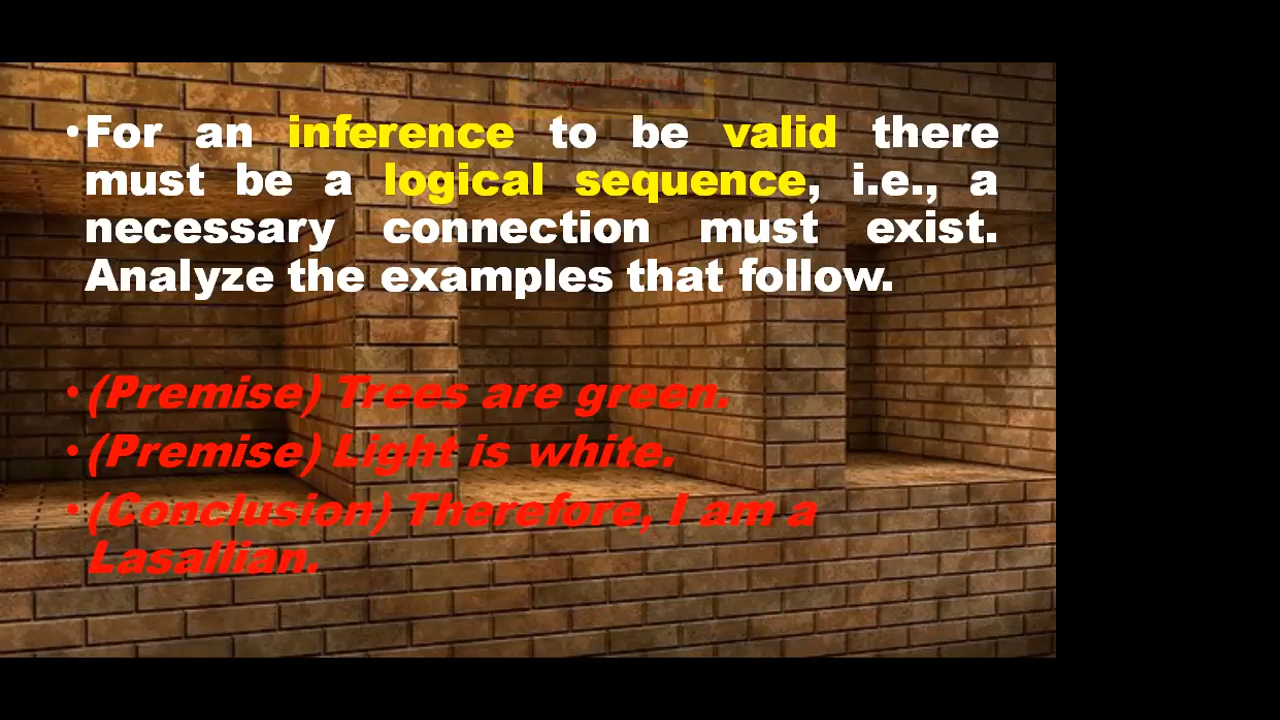 •For an inference to be valid there
must be a logical sequence, i.e., a
necessary connection must exist.
Analyze the examples that follow.
•(Premise) Trees are green.
•(Premise) Light is white.
•(Conclusion) Therefore, I am a
Lasallian.